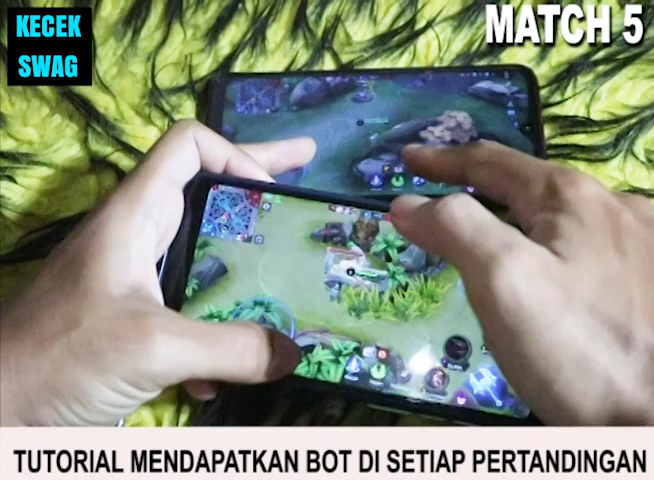 KECEK
SWAG
MATCH 5
TUTORIAL MENDAPATKAN BOT DI SETIAP PERTANDINGAN